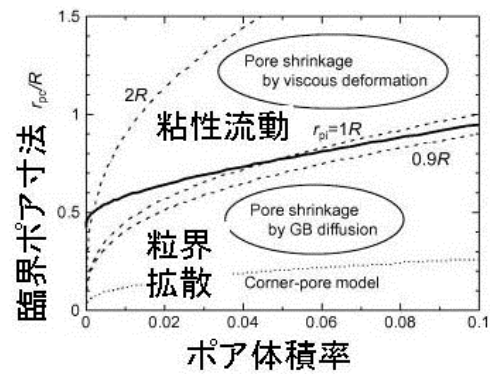 1.5
Pore shrinkage
by viscous deformation
2R
粘性流動
r_pi=1R
1
0.9R
臨界ポア寸法 r_pc/R
0.5
Pore shrinkage
by GB diffusion
粒界
拡散
Corner-pore model
0
0 0.02 0.04 0.06 0.08 0.1
ポア体積率